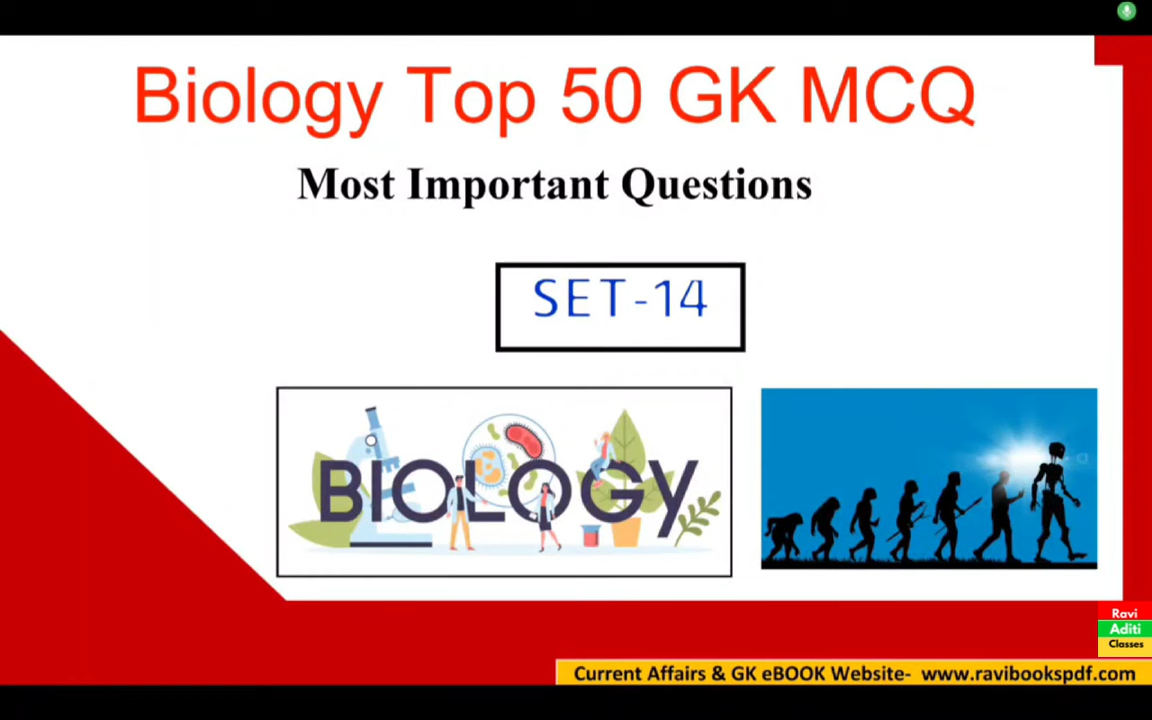 Biology Top 50 GK MCQ
Most Important Questions
SET-14
BIOLOGY
Ravi
Aditi
Classes
Current Affairs & GK eBOOK Website- www.ravibookspdf.com